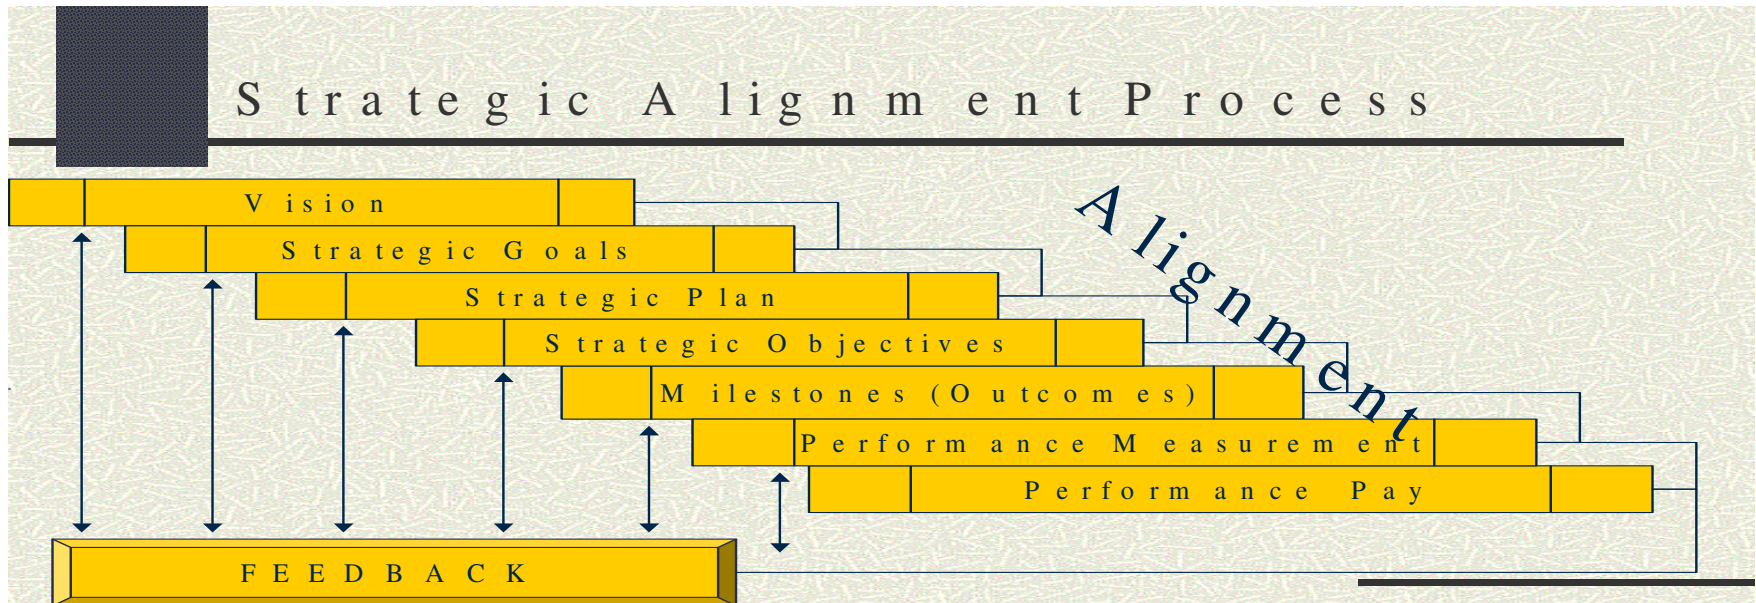 Strategic Alignment Process
Vision
Strategic Goals
Strategic Plan
Strategic Objectives
Milestones (Outcomes)
Performance Measurement
Performance Pay
Alignment
FEEDBACK